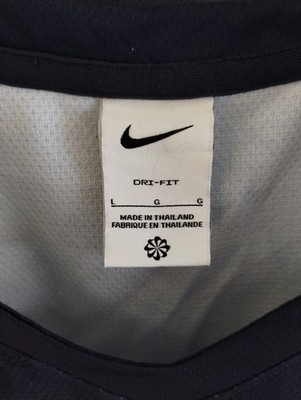 DRI-FIT
L G G
MADE IN THAILAND
FABRIQUE EN THAILANDE